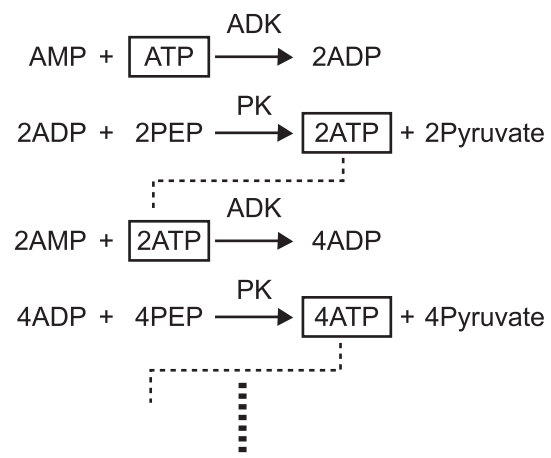 ADK
AMP + ATP 2ADP
PK
2ADP + 2PEP 2ATP + 2Pyruvate
ADK
2AMP + 2ATP 4ADP
PK
4ADP + 4PEP 4ATP + 4Pyruvate